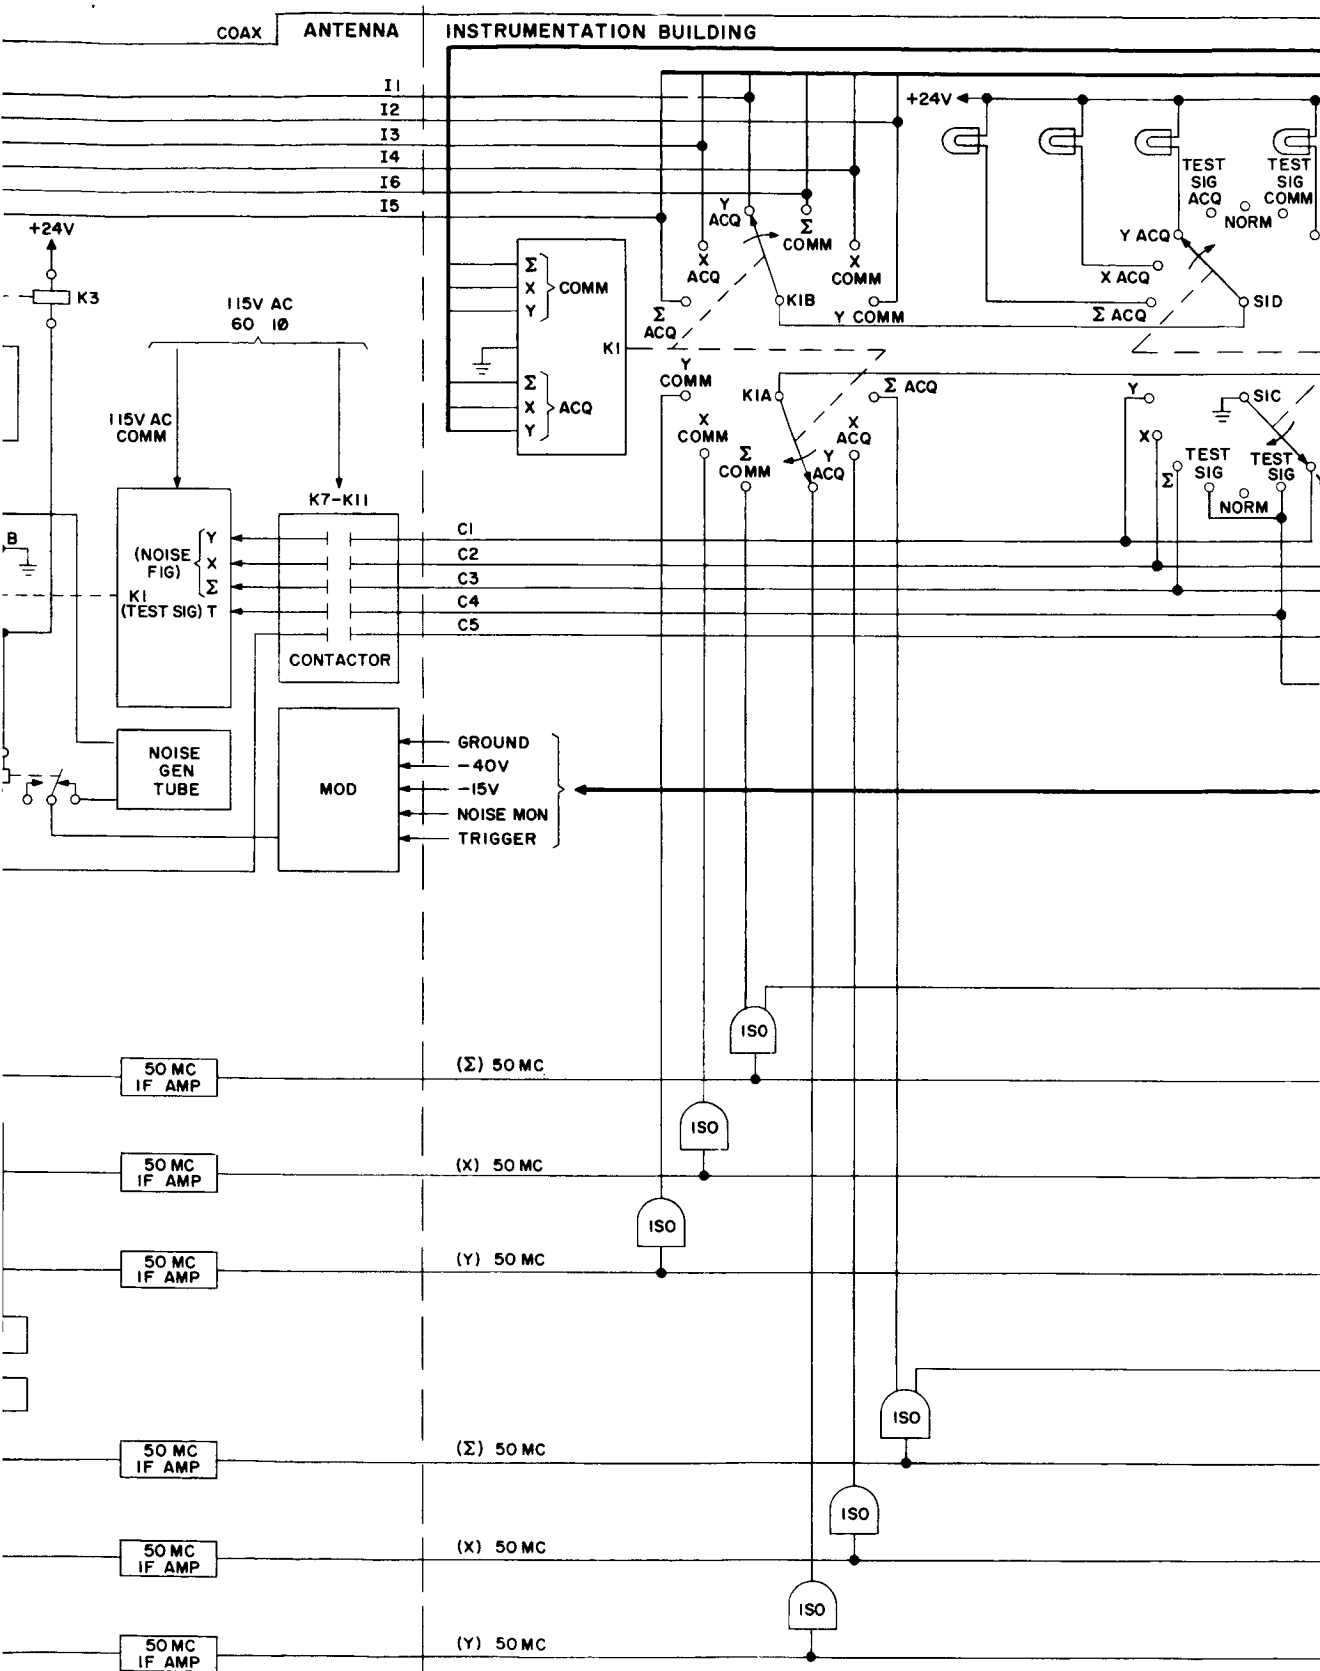 COAX
ANTENNA
INSTRUMENTATION BUILDING
I1
I2
I3
I4
I6
I5
+24V
K3
115V AC
60 1Ø
115V AC
COMM
K7-K11
Σ
X
Y
COMM
Σ
X
Y
ACQ
K1
Y
ACQ
Σ
COMM
X
ACQ
X
COMM
Σ
ACQ
K1B
Y COMM
+24V
TEST
SIG
ACQ
NORM
TEST
SIG
COMM
Y ACQ
X ACQ
Σ ACQ
S1D
Y
COMM
X
COMM
Σ
COMM
K1A
Y
ACQ
X
ACQ
Σ ACQ
Y
X
Σ
TEST
SIG
NORM
TEST
SIG
S1C
Y
B
(NOISE
FIG)
Y
X
Σ
K1
(TEST SIG) T
CONTACTOR
C1
C2
C3
C4
C5
NOISE
GEN
TUBE
MOD
GROUND
-40V
-15V
NOISE MON
TRIGGER
ISO
50 MC
IF AMP
(Σ) 50 MC
ISO
50 MC
IF AMP
(X) 50 MC
ISO
50 MC
IF AMP
(Y) 50 MC
ISO
50 MC
IF AMP
(Σ) 50 MC
ISO
50 MC
IF AMP
(X) 50 MC
ISO
50 MC
IF AMP
(Y) 50 MC